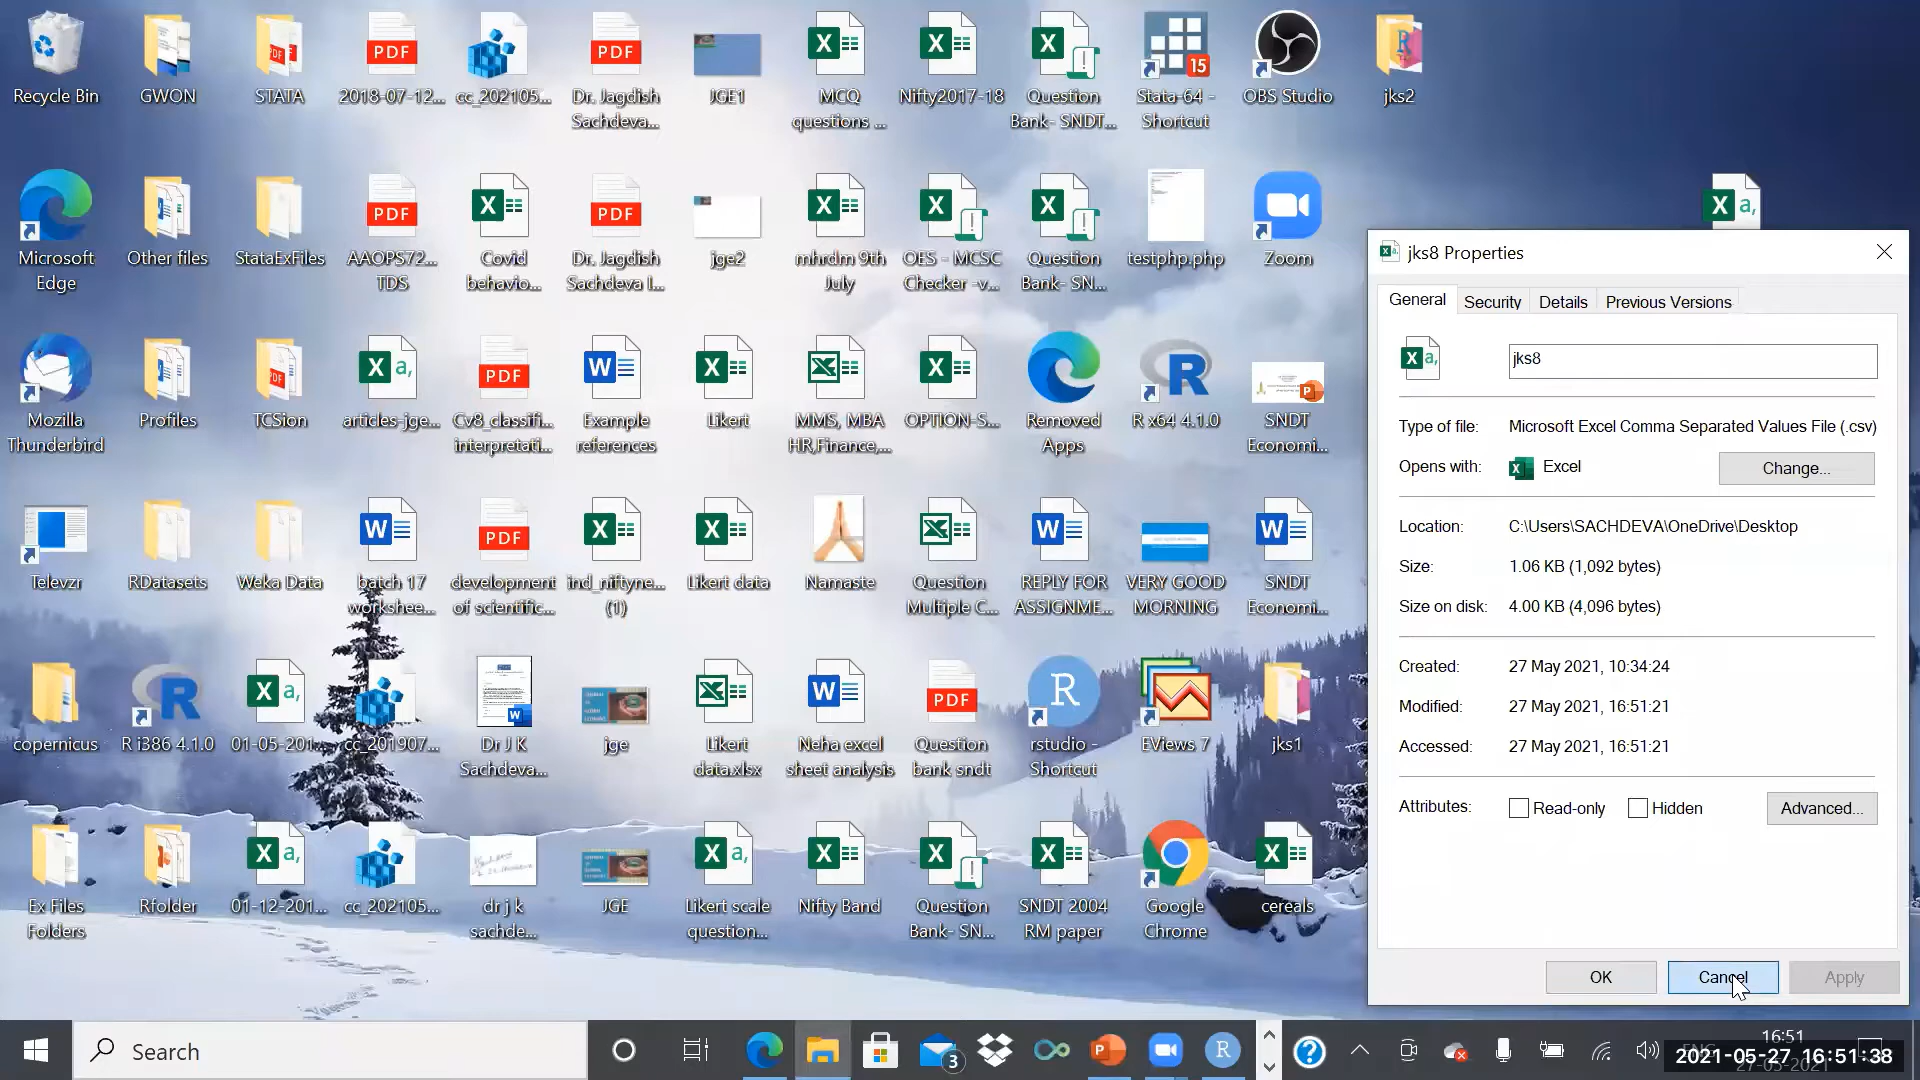 Recycle Bin
GWON
STATA
2018-07-12...
cc_202105...
Dr. Jagdish
Sachdeva...
JGE1
MCQ
questions ...
Nifty2017-18
Question
Bank- SNDT...
15
Stata-64 -
Shortcut
OBS Studio
jks2
Microsoft
Edge
Other files
StataExFiles
AAOPS72...
TDS
Covid
behavio...
Dr. Jagdish
Sachdeva I...
jge2
mhrdm 9th
July
OES - MCSC
Checker -v...
Question
Bank- SN...
testphp.php
Zoom
Mozilla
Thunderbird
Profiles
TCSion
articles-jge...
Cv8_classifi...
interpretati...
Example
references
Likert
MMS, MBA
HR,Finance,...
OPTION-S...
Removed
Apps
R x64 4.1.0
SNDT
Economi...
Televzr
RDatasets
Weka Data
batch 17
workshee...
development
of scientific...
ind_niftyne...
(1)
Likert data
Namaste
Question
Multiple C...
REPLY FOR
ASSIGNME...
VERY GOOD
MORNING
SNDT
Economi...
copernicus
R i386 4.1.0
01-05-201...
cc_201907...
Dr J K
Sachdeva...
jge
Likert
data.xlsx
Neha excel
sheet analysis
Question
bank sndt
rstudio -
Shortcut
EViews 7
jks1
Ex Files
Folders
Rfolder
01-12-201...
cc_202105...
dr j k
sachde...
JGE
Likert scale
question...
Nifty Band
Question
Bank- SN...
SNDT 2004
RM paper
Google
Chrome
cereals
jks8 Properties
General Security Details Previous Versions
jks8
Type of file: Microsoft Excel Comma Separated Values File (.csv)
Opens with: Excel Change...
Location: C:\Users\SACHDEVA\OneDrive\Desktop
Size: 1.06 KB (1,092 bytes)
Size on disk: 4.00 KB (4,096 bytes)
Created: 27 May 2021, 10:34:24
Modified: 27 May 2021, 16:51:21
Accessed: 27 May 2021, 16:51:21
Attributes: Read-only Hidden Advanced...
OK Cancel Apply
Search
3
16:51
2021-05-27 16:51:38
27-05-2021